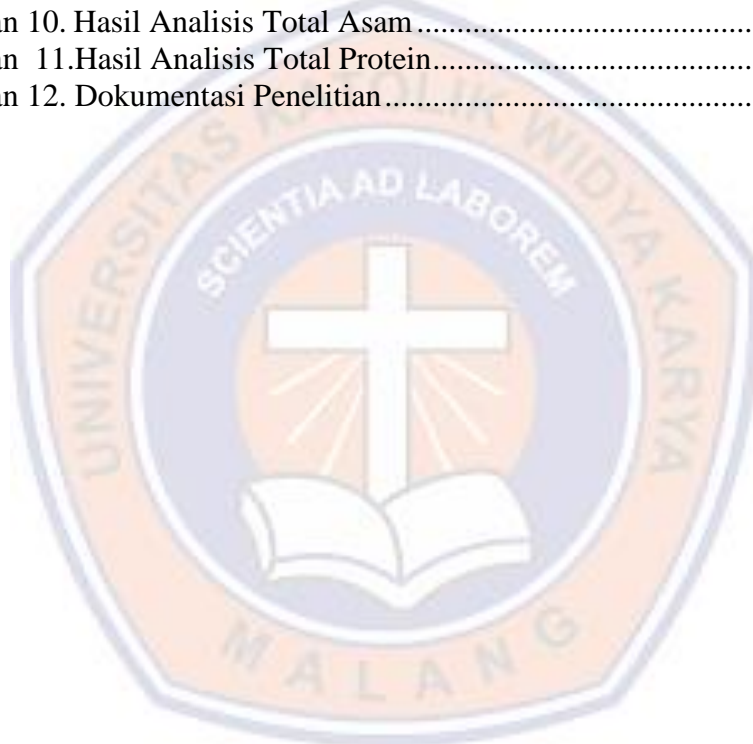 an 10. Hasil Analisis Total Asam.....................................
an  11.Hasil Analisis Total Protein...................................
an 12. Dokumentasi Penelitian.........................................
UNIVERSITAS KATOLIK WIDYA KARYA
SCIENTIA AD LABOREM
MALANG